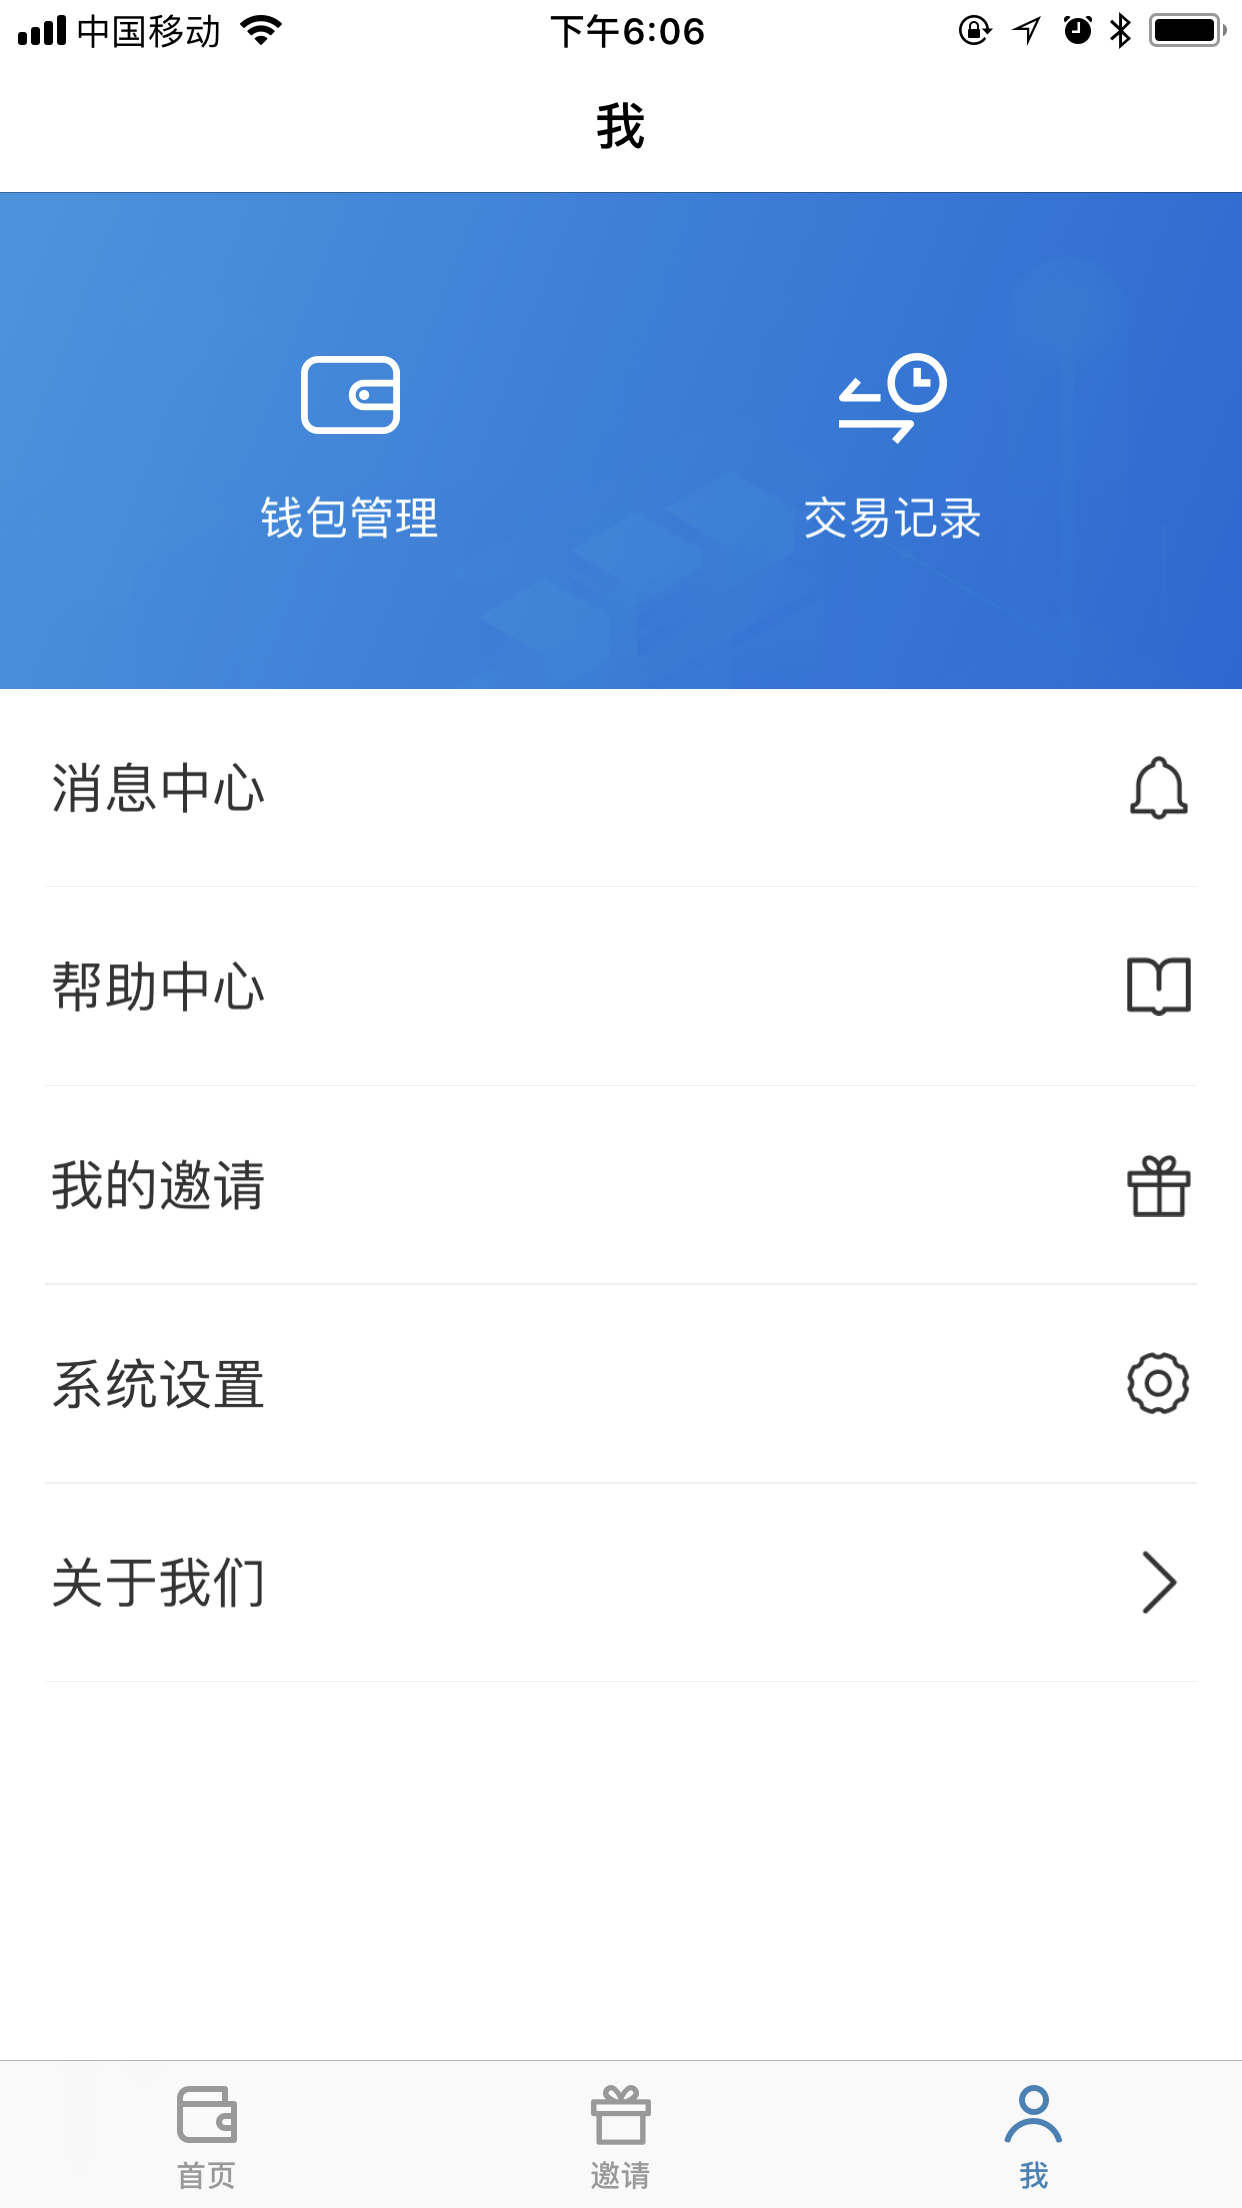 中国移动 下午6:06
我
钱包管理 交易记录
消息中心
帮助中心
我的邀请
系统设置
关于我们
首页 邀请 我